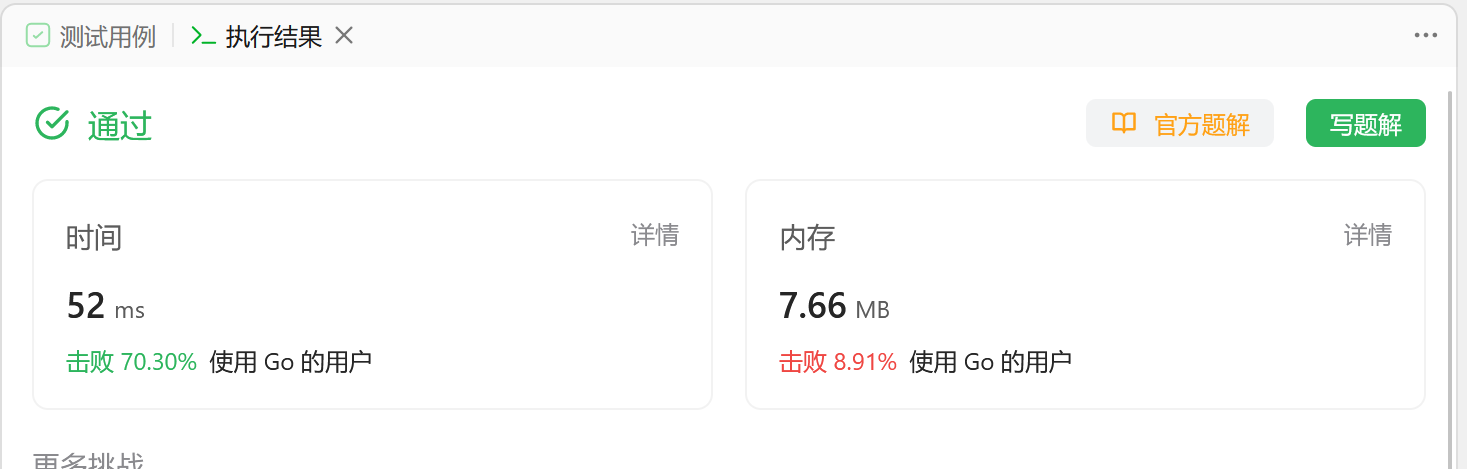 测试用例 执行结果
通过 官方题解 写题解
时间 详情 内存 详情
52 ms 7.66 MB
击败 70.30% 使用 Go 的用户 击败 8.91% 使用 Go 的用户
更多挑战